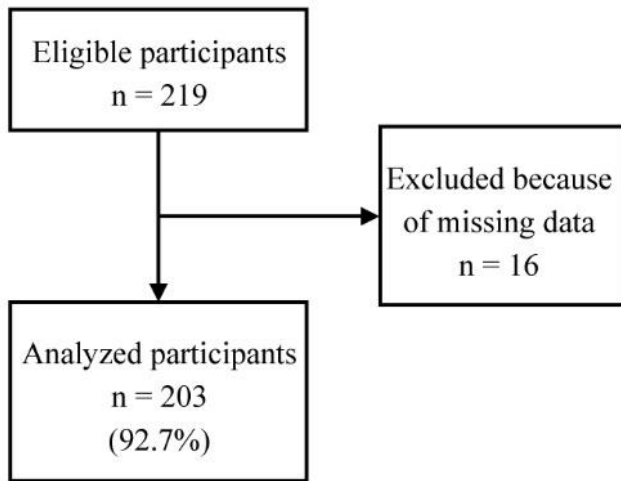 Eligible participants
n = 219
Excluded because
of missing data
n = 16
Analyzed participants
n = 203
(92.7%)